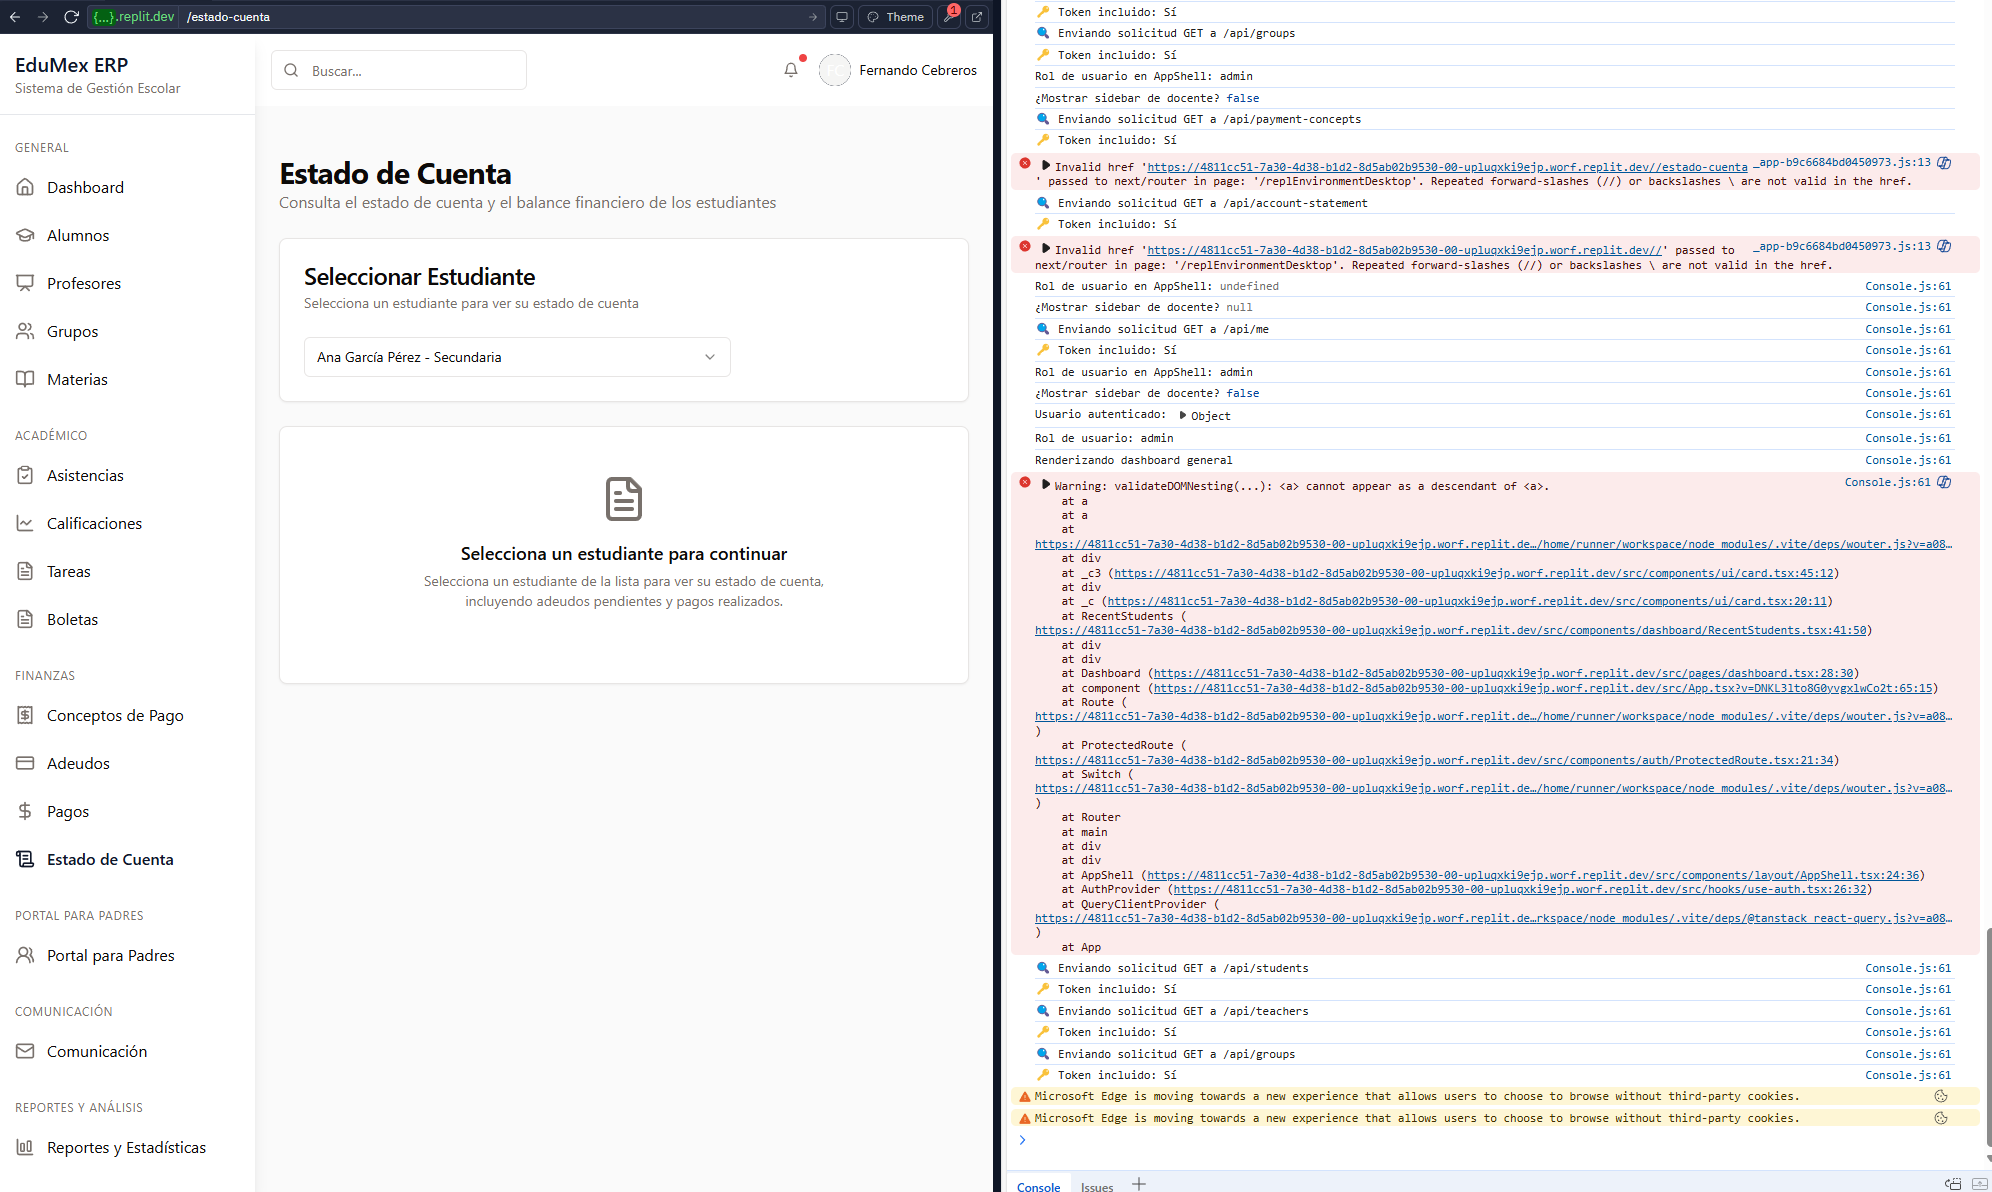 {...}.replit.dev /estado-cuenta
Theme
1
EduMex ERP
Sistema de Gestión Escolar
Buscar...
Fernando Cebreros
GENERAL
Dashboard
Alumnos
Profesores
Grupos
Materias
ACADÉMICO
Asistencias
Calificaciones
Tareas
Boletas
FINANZAS
Conceptos de Pago
Adeudos
Pagos
Estado de Cuenta
PORTAL PARA PADRES
Portal para Padres
COMUNICACIÓN
Comunicación
REPORTES Y ANÁLISIS
Reportes y Estadísticas
Estado de Cuenta
Consulta el estado de cuenta y el balance financiero de los estudiantes
Seleccionar Estudiante
Selecciona un estudiante para ver su estado de cuenta
Ana García Pérez - Secundaria
Selecciona un estudiante para continuar
Selecciona un estudiante de la lista para ver su estado de cuenta,
incluyendo adeudos pendientes y pagos realizados.
Token incluido: Sí
Enviando solicitud GET a /api/groups
Token incluido: Sí
Rol de usuario en AppShell: admin
¿Mostrar sidebar de docente? false
Enviando solicitud GET a /api/payment-concepts
Token incluido: Sí
Invalid href 'https://4811cc51-7a30-4d38-b1d2-8d5ab02b9530-00-upluqxki9ejp.worf.replit.dev//estado-cuenta _app-b9c6684bd0450973.js:13
' passed to next/router in page: '/replEnvironmentDesktop'. Repeated forward-slashes (//) or backslashes \ are not valid in the href.
Enviando solicitud GET a /api/account-statement
Token incluido: Sí
Invalid href 'https://4811cc51-7a30-4d38-b1d2-8d5ab02b9530-00-upluqxki9ejp.worf.replit.dev//' passed to _app-b9c6684bd0450973.js:13
next/router in page: '/replEnvironmentDesktop'. Repeated forward-slashes (//) or backslashes \ are not valid in the href.
Rol de usuario en AppShell: undefined Console.js:61
¿Mostrar sidebar de docente? null Console.js:61
Enviando solicitud GET a /api/me Console.js:61
Token incluido: Sí Console.js:61
Rol de usuario en AppShell: admin Console.js:61
¿Mostrar sidebar de docente? false Console.js:61
Usuario autenticado: Object Console.js:61
Rol de usuario: admin Console.js:61
Renderizando dashboard general Console.js:61
Warning: validateDOMNesting(...): <a> cannot appear as a descendant of <a>. Console.js:61
at a
at a
at
https://4811cc51-7a30-4d38-b1d2-8d5ab02b9530-00-upluqxki9ejp.worf.replit.de…/home/runner/workspace/node_modules/.vite/deps/wouter.js?v=a08…
at div
at _c3 (https://4811cc51-7a30-4d38-b1d2-8d5ab02b9530-00-upluqxki9ejp.worf.replit.dev/src/components/ui/card.tsx:45:12)
at div
at _c (https://4811cc51-7a30-4d38-b1d2-8d5ab02b9530-00-upluqxki9ejp.worf.replit.dev/src/components/ui/card.tsx:20:11)
at RecentStudents (
https://4811cc51-7a30-4d38-b1d2-8d5ab02b9530-00-upluqxki9ejp.worf.replit.dev/src/components/dashboard/RecentStudents.tsx:41:50)
at div
at div
at Dashboard (https://4811cc51-7a30-4d38-b1d2-8d5ab02b9530-00-upluqxki9ejp.worf.replit.dev/src/pages/dashboard.tsx:28:30)
at component (https://4811cc51-7a30-4d38-b1d2-8d5ab02b9530-00-upluqxki9ejp.worf.replit.dev/src/App.tsx?v=DNKL3lto8G0yvgxlwCo2t:65:15)
at Route (
https://4811cc51-7a30-4d38-b1d2-8d5ab02b9530-00-upluqxki9ejp.worf.replit.de…/home/runner/workspace/node_modules/.vite/deps/wouter.js?v=a08…
)
at ProtectedRoute (
https://4811cc51-7a30-4d38-b1d2-8d5ab02b9530-00-upluqxki9ejp.worf.replit.dev/src/components/auth/ProtectedRoute.tsx:21:34)
at Switch (
https://4811cc51-7a30-4d38-b1d2-8d5ab02b9530-00-upluqxki9ejp.worf.replit.de…/home/runner/workspace/node_modules/.vite/deps/wouter.js?v=a08…
)
at Router
at main
at div
at div
at AppShell (https://4811cc51-7a30-4d38-b1d2-8d5ab02b9530-00-upluqxki9ejp.worf.replit.dev/src/components/layout/AppShell.tsx:24:36)
at AuthProvider (https://4811cc51-7a30-4d38-b1d2-8d5ab02b9530-00-upluqxki9ejp.worf.replit.dev/src/hooks/use-auth.tsx:26:32)
at QueryClientProvider (
https://4811cc51-7a30-4d38-b1d2-8d5ab02b9530-00-upluqxki9ejp.worf.replit.de…rkspace/node_modules/.vite/deps/@tanstack_react-query.js?v=a08…
)
at App
Enviando solicitud GET a /api/students Console.js:61
Token incluido: Sí Console.js:61
Enviando solicitud GET a /api/teachers Console.js:61
Token incluido: Sí Console.js:61
Enviando solicitud GET a /api/groups Console.js:61
Token incluido: Sí Console.js:61
Microsoft Edge is moving towards a new experience that allows users to choose to browse without third-party cookies.
Microsoft Edge is moving towards a new experience that allows users to choose to browse without third-party cookies.
Console Issues